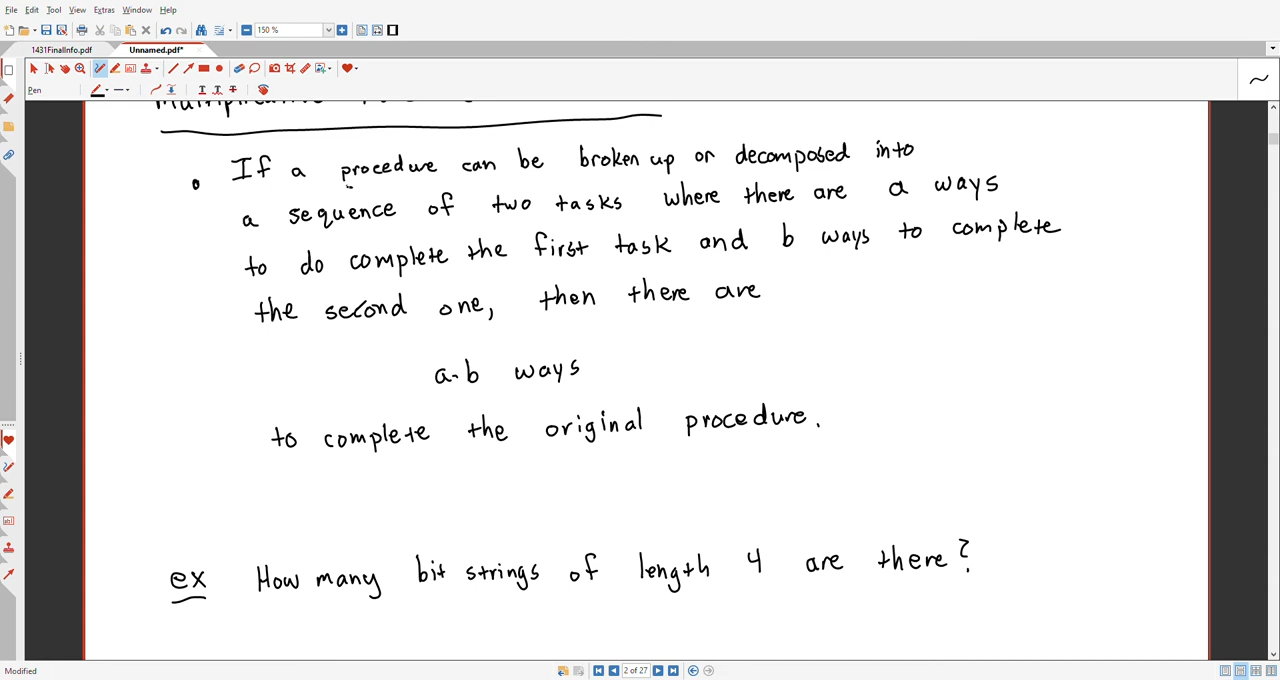 File Edit Tool View Extras Window Help
150 %
1431FinalInfo.pdf Unnamed.pdf*
Pen
• If a procedure can be broken up or decomposed into
a sequence of two tasks where there are a ways
to do complete the first task and b ways to complete
the second one, then there are
a·b ways
to complete the original procedure.
ex How many bit strings of length 4 are there?
Modified
2 of 27